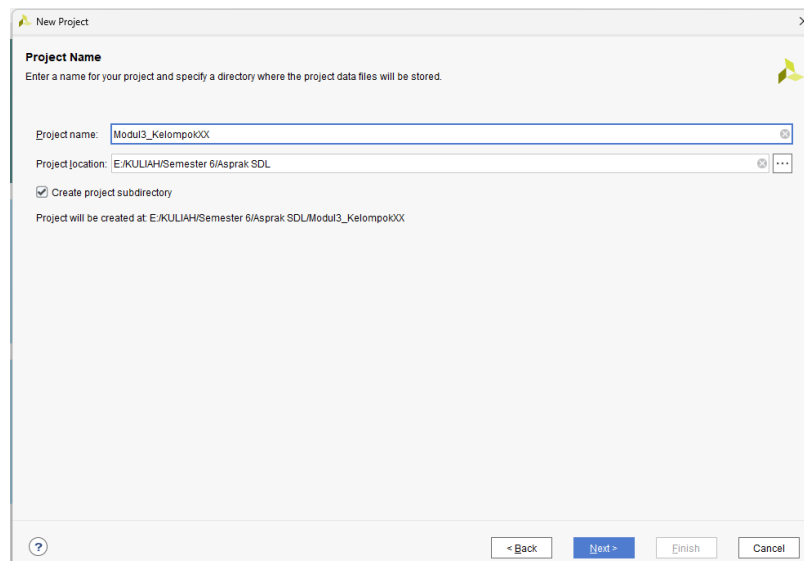 New Project
Project Name
Enter a name for your project and specify a directory where the project data files will be stored.
Project name: Modul3_KelompokXX
Project location: E:/KULIAH/Semester 6/Asprak SDL
Create project subdirectory
Project will be created at: E:/KULIAH/Semester 6/Asprak SDL/Modul3_KelompokXX
? < Back Next > Finish Cancel